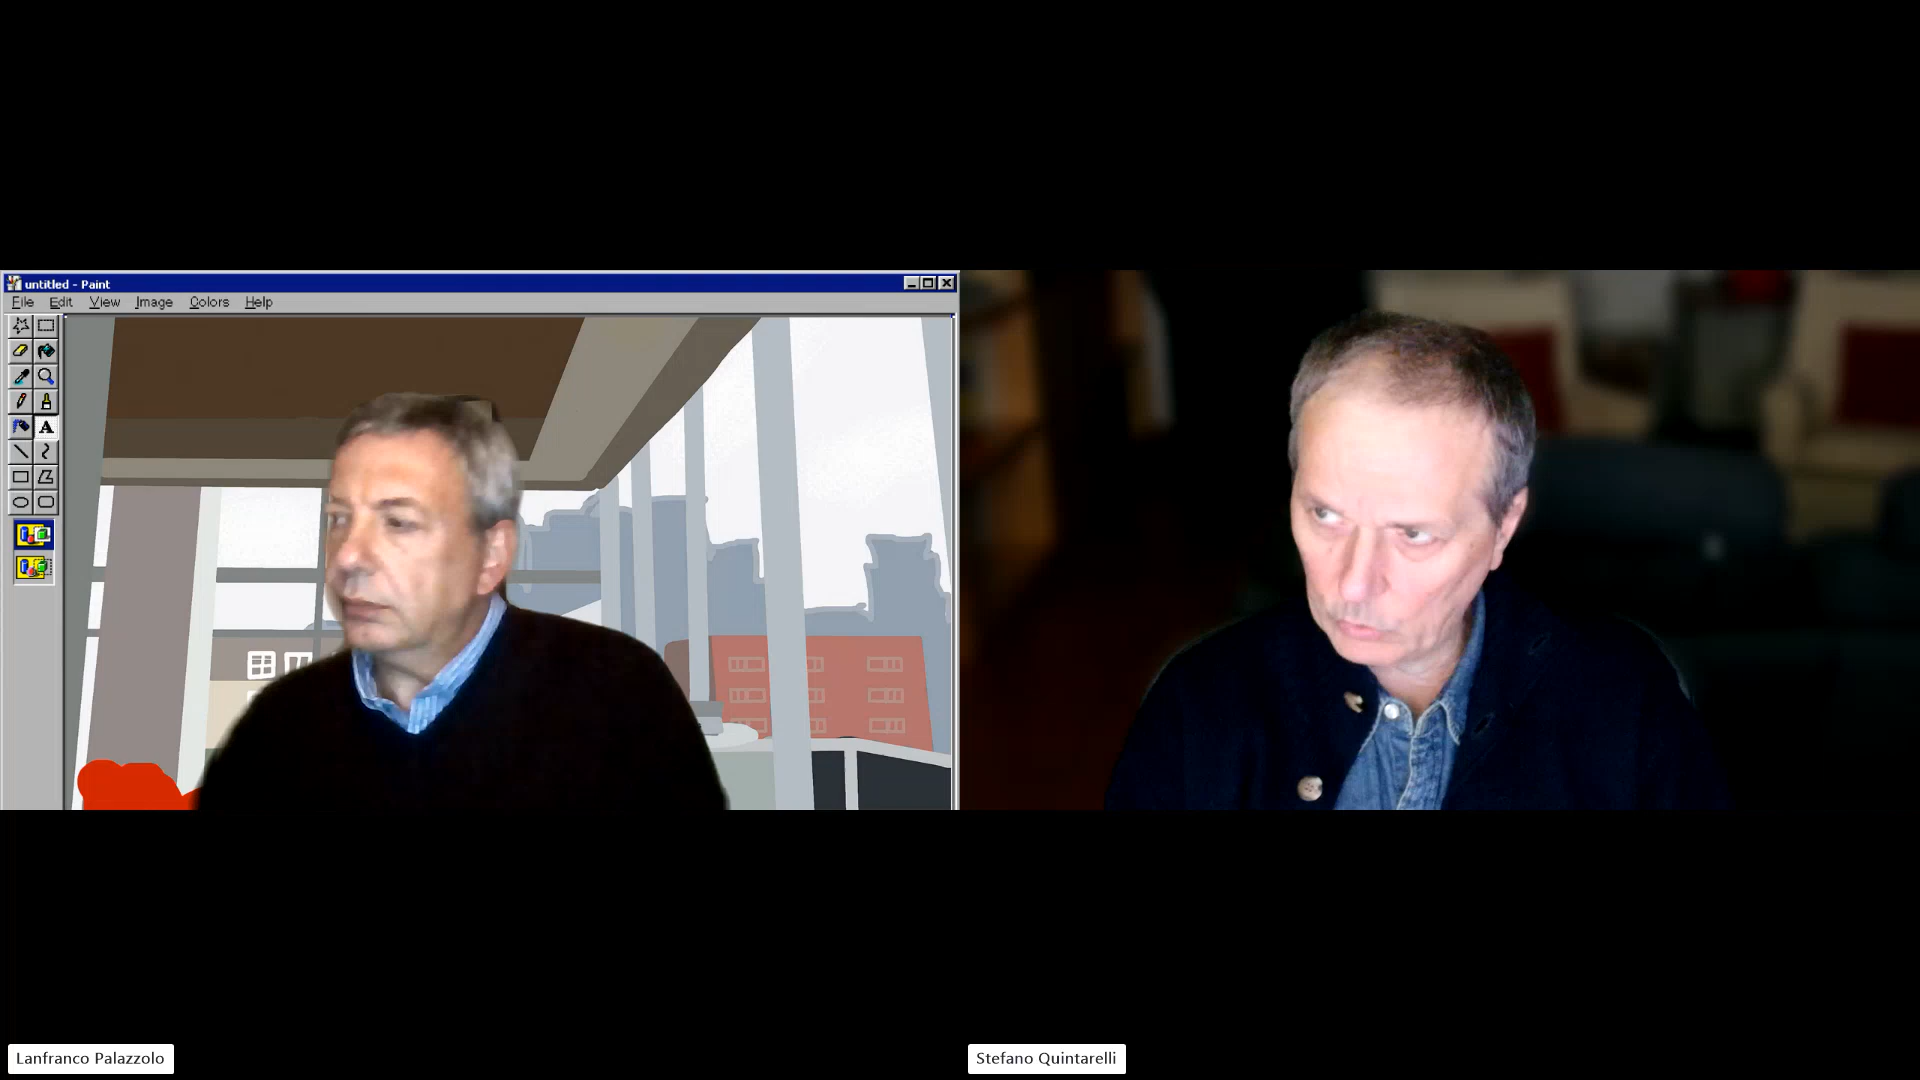 untitled - Paint
File Edit View Image Colors Help
A
Lanfranco Palazzolo
Stefano Quintarelli